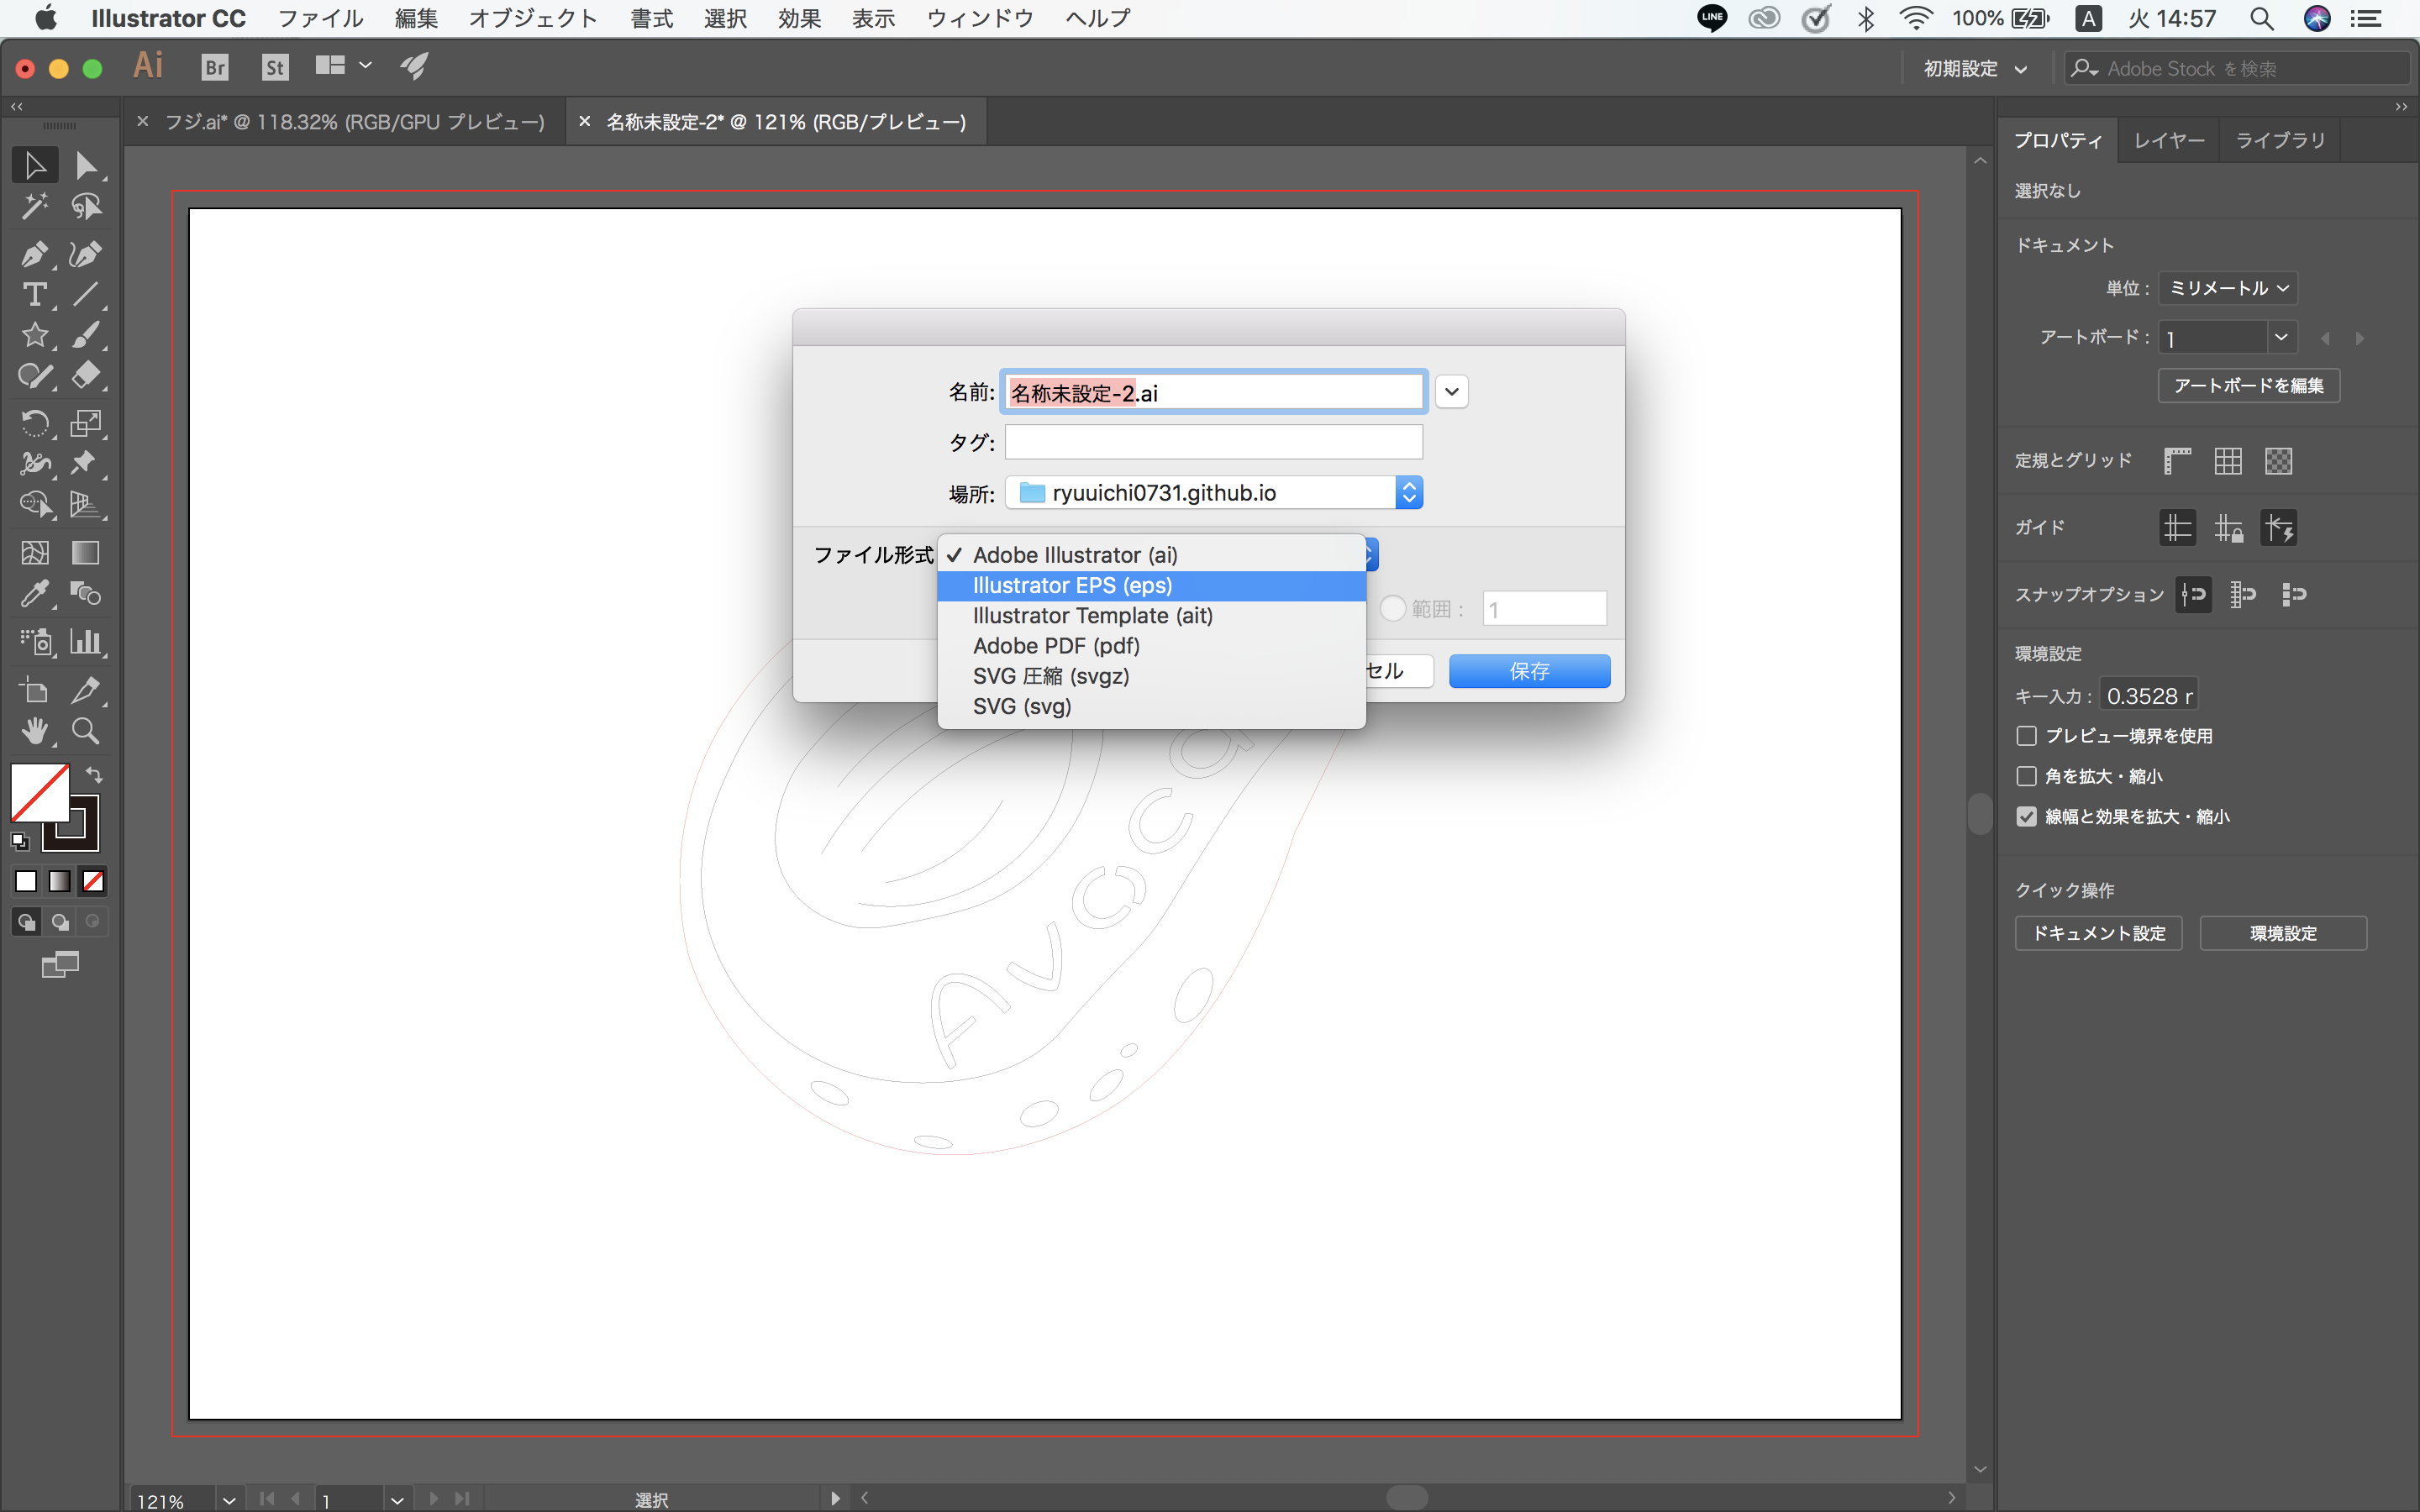 Illustrator CC ファイル 編集 オブジェクト 書式 選択 効果 表示 ウィンドウ ヘルプ LINE 100% A 火 14:57
Ai Br St 初期設定 Adobe Stock を検索
フジ.ai* @ 118.32% (RGB/GPU プレビュー) 名称未設定-2* @ 121% (RGB/プレビュー)
プロパティ レイヤー ライブラリ
選択なし
ドキュメント
単位 : ミリメートル
アートボード : 1
アートボードを編集
定規とグリッド
ガイド
スナップオプション
環境設定
キー入力 : 0.3528 r
プレビュー境界を使用
角を拡大・縮小
線幅と効果を拡大・縮小
クイック操作
ドキュメント設定 環境設定
名前: 名称未設定-2.ai
タグ:
場所: ryuuichi0731.github.io
ファイル形式 ✓ Adobe Illustrator (ai)
Illustrator EPS (eps)
Illustrator Template (ait)
Adobe PDF (pdf)
SVG 圧縮 (svgz)
SVG (svg)
範囲 : 1
セル 保存
Avcca
121% 1 選択